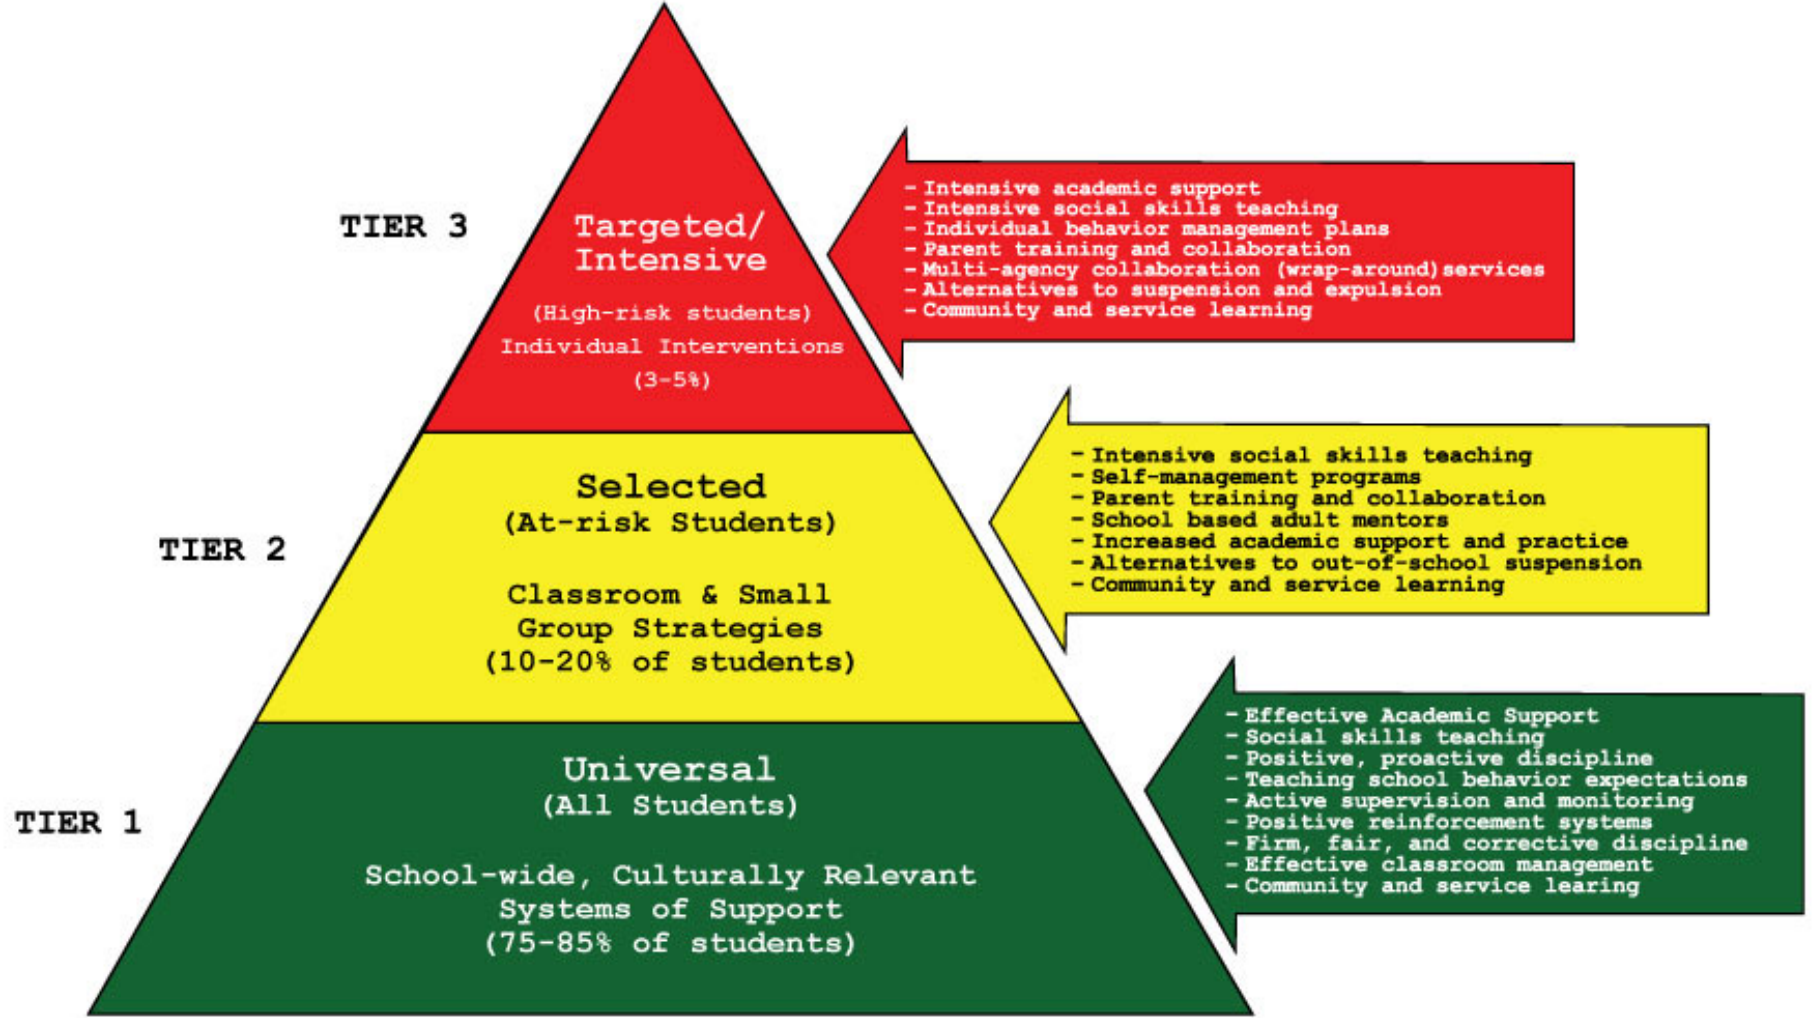 TIER 3
Targeted/
Intensive
(High-risk students)
Individual Interventions
(3-5%)
- Intensive academic support
- Intensive social skills teaching
- Individual behavior management plans
- Parent training and collaboration
- Multi-agency collaboration (wrap-around)services
- Alternatives to suspension and expulsion
- Community and service learning
TIER 2
Selected
(At-risk Students)
Classroom & Small
Group Strategies
(10-20% of students)
- Intensive social skills teaching
- Self-management programs
- Parent training and collaboration
- School based adult mentors
- Increased academic support and practice
- Alternatives to out-of-school suspension
- Community and service learning
TIER 1
Universal
(All Students)
School-wide, Culturally Relevant
Systems of Support
(75-85% of students)
- Effective Academic Support
- Social skills teaching
- Positive, proactive discipline
- Teaching school behavior expectations
- Active supervision and monitoring
- Positive reinforcement systems
- Firm, fair, and corrective discipline
- Effective classroom management
- Community and service learing